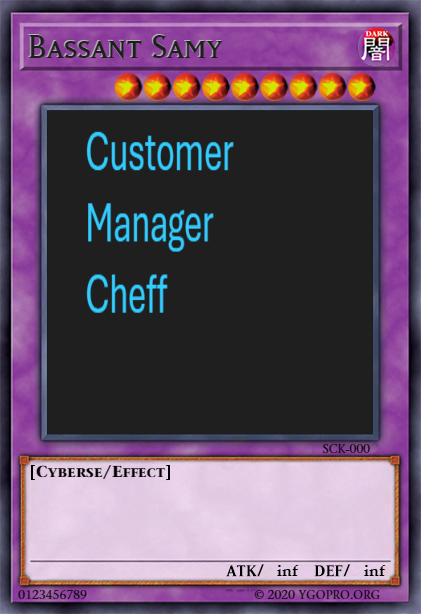 Bassant Samy
DARK
闇
Customer
Manager
Cheff
SCK-000
[Cyberse/Effect]
ATK/ inf DEF/ inf
0123456789 © 2020 YGOPRO.ORG